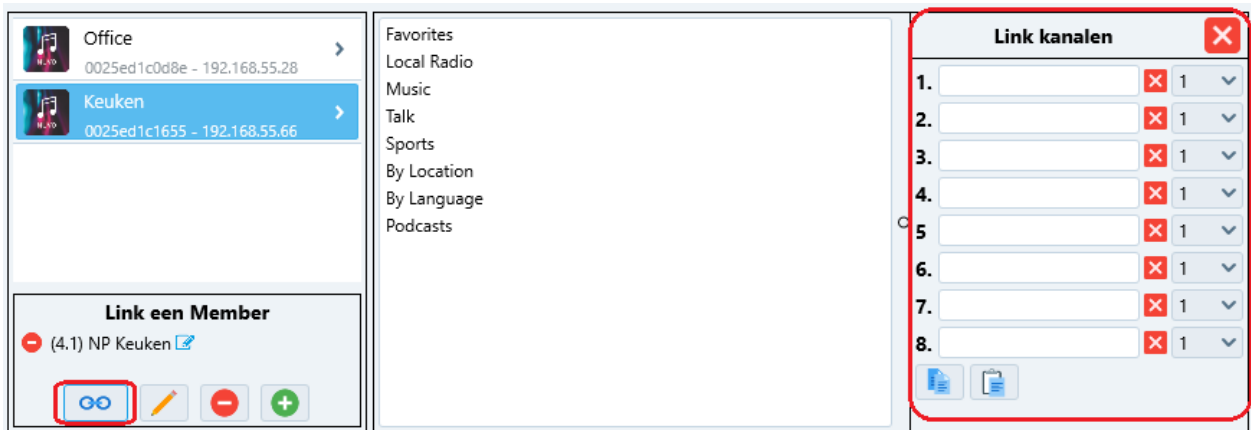 Office
0025ed1c0d8e - 192.168.55.28
Keuken
0025ed1c1655 - 192.168.55.66
Link een Member
(4.1) NP Keuken
Favorites
Local Radio
Music
Talk
Sports
By Location
By Language
Podcasts
Link kanalen
1. 1
2. 1
3. 1
4. 1
5 1
6. 1
7. 1
8. 1